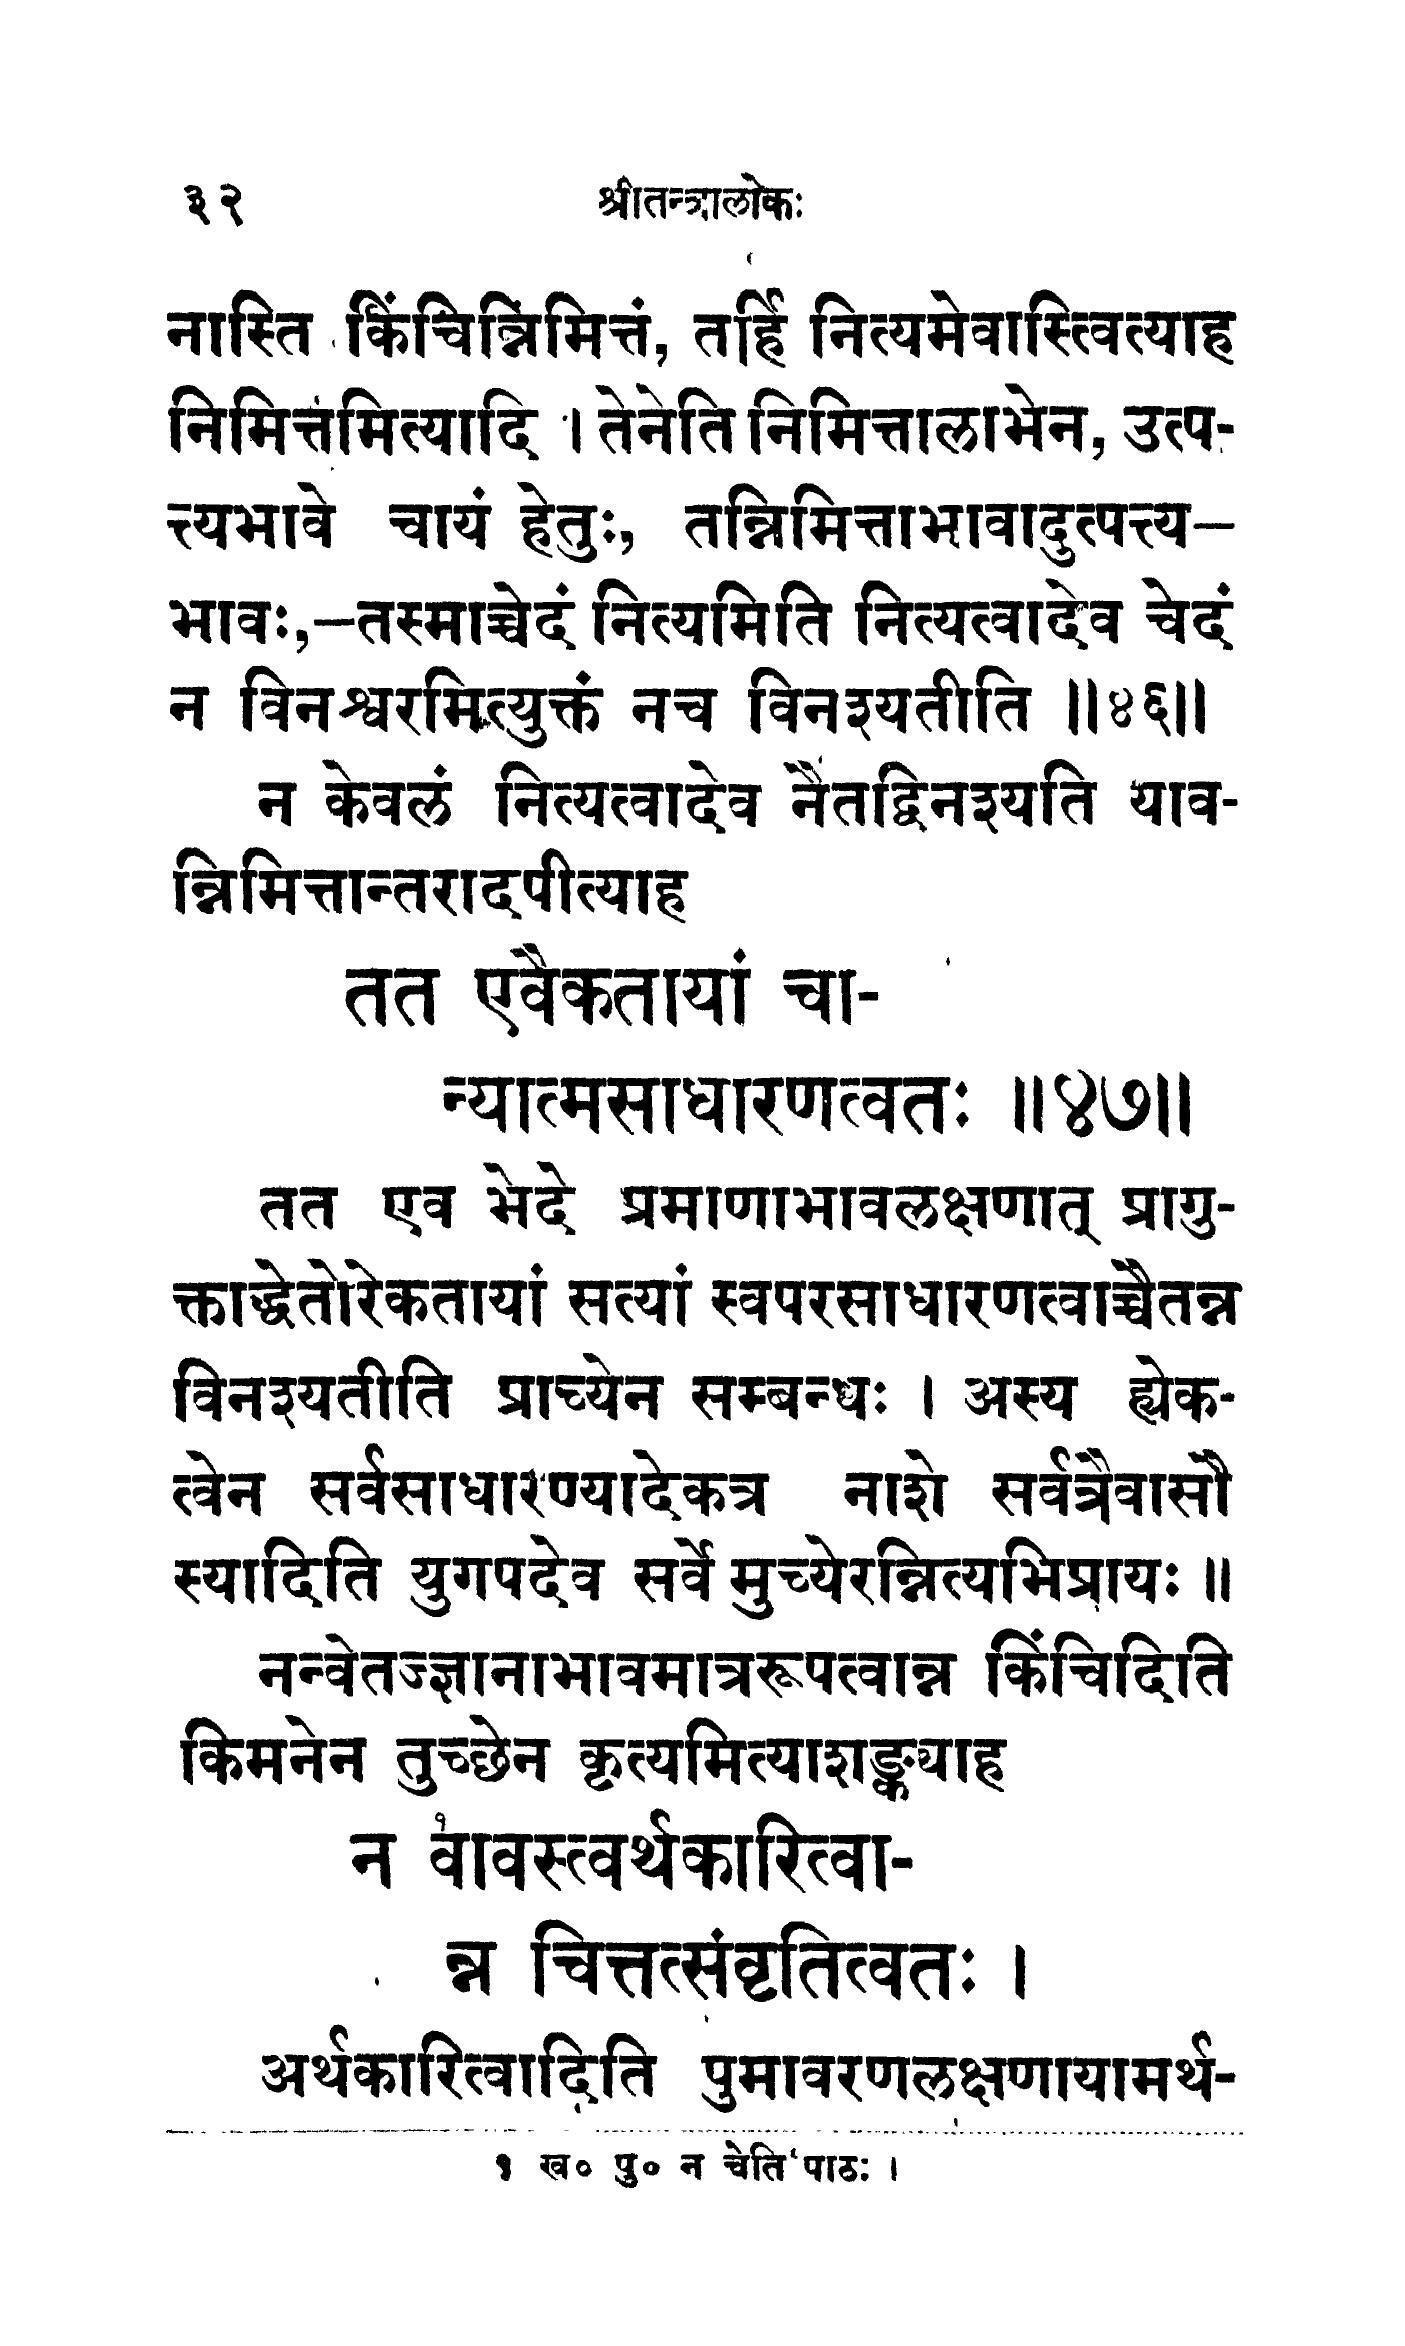 ३२ श्रीतन्त्रालोकः
नास्ति किंचिन्निमित्तं, तर्हि नित्यमेवास्त्वित्याह
निमित्तमित्यादि । तेनेति निमित्तालाभेन, उत्प-
त्त्यभावे चायं हेतुः, तन्निमित्ताभावादुत्पत्त्य—
भावः,—तस्माच्चेदं नित्यमिति नित्यत्वादेव चेदं
न विनश्वरमित्युक्तं नच विनश्यतीति ॥४६॥
न केवलं नित्यत्वादेव नैतद्विनश्यति याव-
न्निमित्तान्तरादपीत्याह
तत एवैकतायां चा-
न्यात्मसाधारणत्वतः ॥४७॥
तत एव भेदे प्रमाणाभावलक्षणात् प्रागु-
क्ताद्धेतोरेकतायां सत्यां स्वपरसाधारणत्वाच्चैतन्न
विनश्यतीति प्राच्येन सम्बन्धः । अस्य ह्येक-
त्वेन सर्वसाधारण्यादेकत्र नाशे सर्वत्रैवासौ
स्यादिति युगपदेव सर्वे मुच्येरन्नित्यभिप्रायः ॥
नन्वेतज्ज्ञानाभावमात्ररूपत्वान्न किंचिदिति
किमनेन तुच्छेन कृत्यमित्याशङ्क्याह
न १वावस्त्वर्थकारित्वा-
न्न चित्तत्संवृतित्वतः ।
अर्थकारित्वादिति पुमावरणलक्षणायामर्थ-
१ ख० पु० न चेति पाठः ।